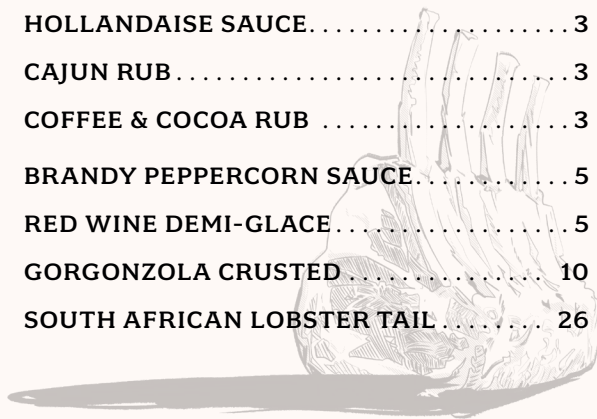 HOLLANDAISE SAUCE. . . . . . . . . . . . . . . . . . . . . . 3
CAJUN RUB . . . . . . . . . . . . . . . . . . . . . . . . . . . . . . . . 3
COFFEE & COCOA RUB . . . . . . . . . . . . . . . . . . . . . 3
BRANDY PEPPERCORN SAUCE. . . . . . . . . . . . . 5
RED WINE DEMI-GLACE. . . . . . . . . . . . . . . . . . . . 5
GORGONZOLA CRUSTED . . . . . . . . . . . . . . . . . 10
SOUTH AFRICAN LOBSTER TAIL . . . . . . . . . 26